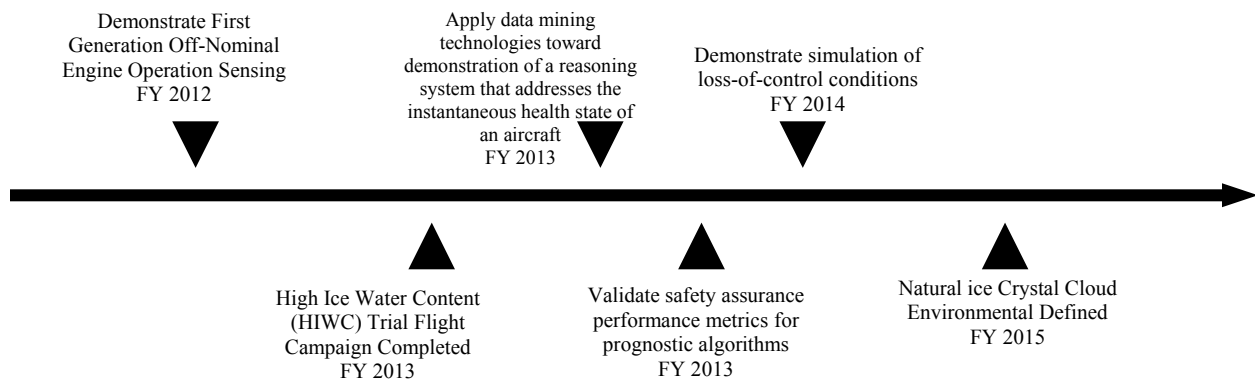 Demonstrate First
Generation Off-Nominal
Engine Operation Sensing
FY 2012
Apply data mining
technologies toward
demonstration of a reasoning
system that addresses the
instantaneous health state of
an aircraft
FY 2013
Demonstrate simulation of
loss-of-control conditions
FY 2014
High Ice Water Content
(HIWC) Trial Flight
Campaign Completed
FY 2013
Validate safety assurance
performance metrics for
prognostic algorithms
FY 2013
Natural ice Crystal Cloud
Environmental Defined
FY 2015